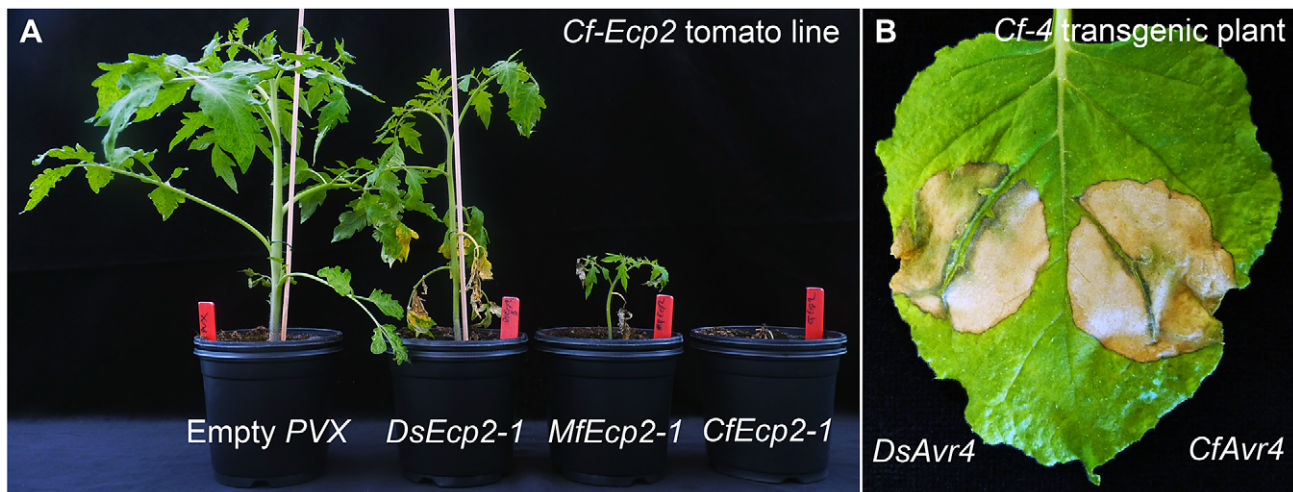 A
Cf-Ecp2 tomato line
Empty PVX
DsEcp2-1
MfEcp2-1
CfEcp2-1
B
Cf-4 transgenic plant
DsAvr4
CfAvr4